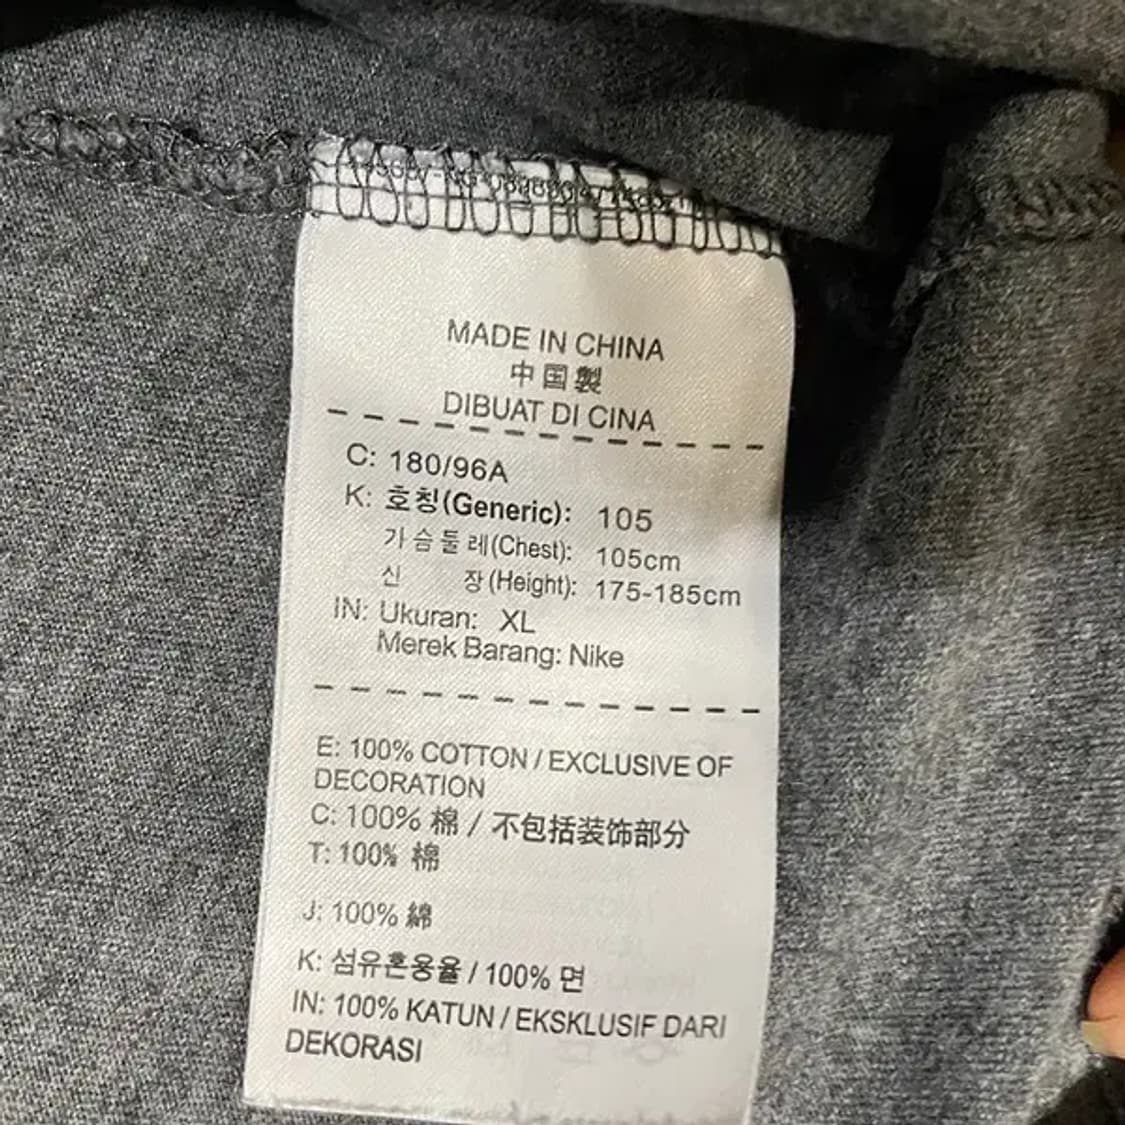 MADE IN CHINA
中国製
DIBUAT DI CINA
C: 180/96A
K: 호칭(Generic): 105
가슴둘레(Chest): 105cm
신 장(Height): 175-185cm
IN: Ukuran: XL
Merek Barang: Nike
E: 100% COTTON / EXCLUSIVE OF
DECORATION
C: 100% 棉 / 不包括装饰部分
T: 100% 棉
J: 100% 綿
K: 섬유혼용율 / 100% 면
IN: 100% KATUN / EKSKLUSIF DARI
DEKORASI